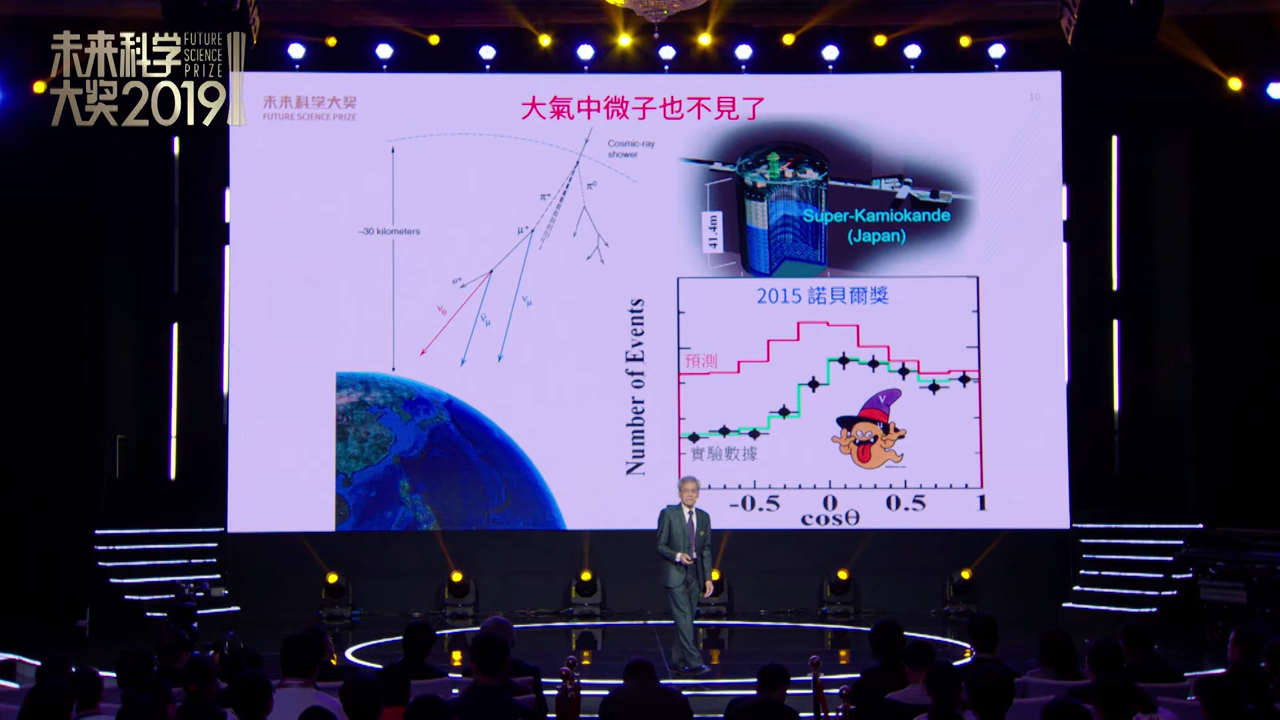 未来科学
大奖2019
FUTURE
SCIENCE
PRIZE
未来科学大奖
FUTURE SCIENCE PRIZE
大氣中微子也不見了
10
Cosmic-ray
shower
π⁺
π⁰
~30 kilometers
μ⁺
e⁺
νe
ν̄μ
νμ
41.4m
Super-Kamiokande
(Japan)
2015 諾貝爾獎
Number of Events
預測
ν
實驗數據
-0.5
0
0.5
1
cosθ